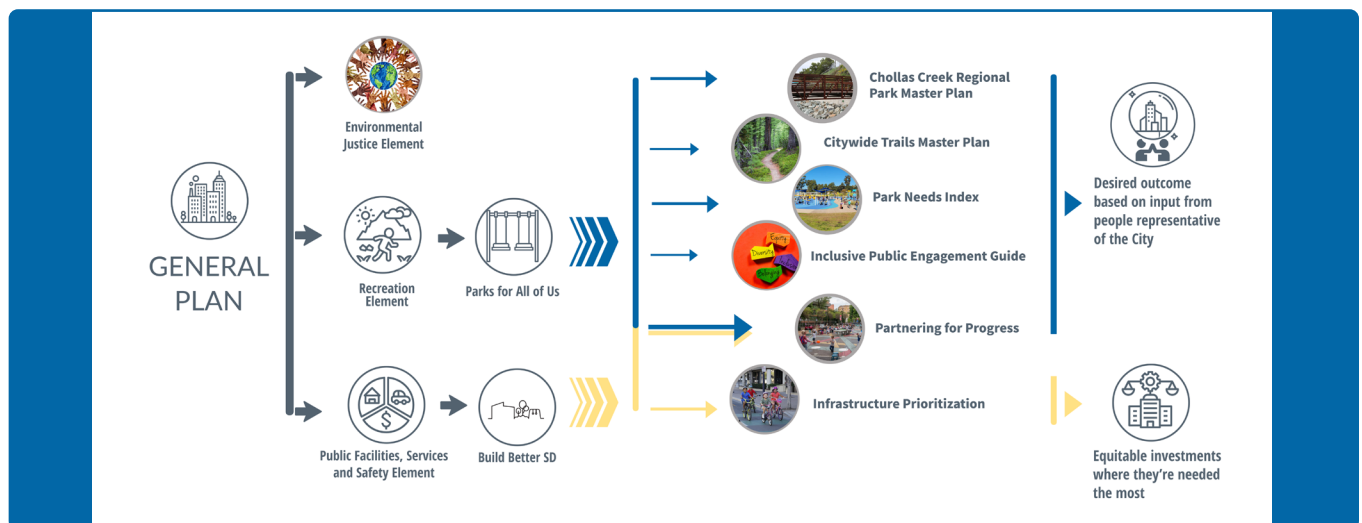 GENERAL
PLAN
Environmental
Justice Element
Recreation
Element
Parks for All of Us
$
Public Facilities, Services
and Safety Element
Build Better SD
Chollas Creek Regional
Park Master Plan
Citywide Trails Master Plan
Park Needs Index
Equity
Diversity
Belonging
Inclusive Public Engagement Guide
Partnering for Progress
Infrastructure Prioritization
Desired outcome
based on input from
people representative
of the City
Equitable investments
where they're needed
the most